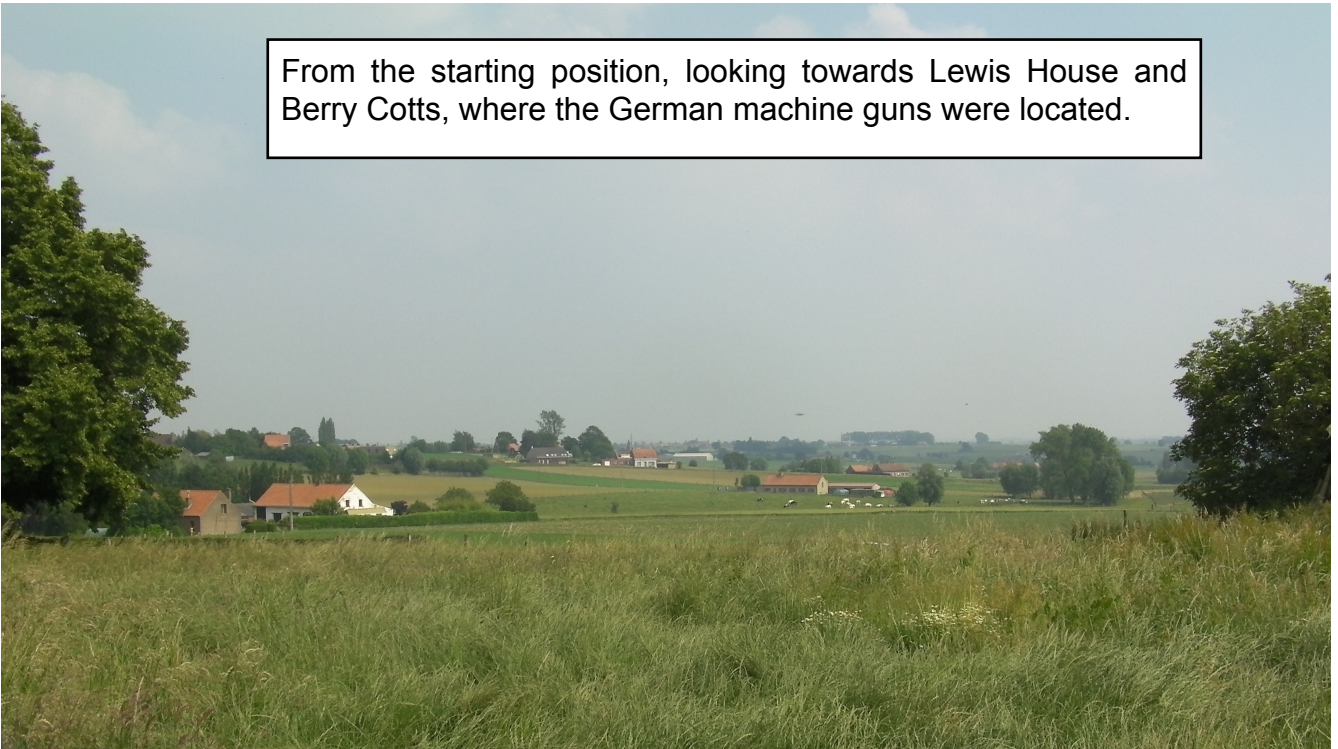 From the starting position, looking towards Lewis House and
Berry Cotts, where the German machine guns were located.